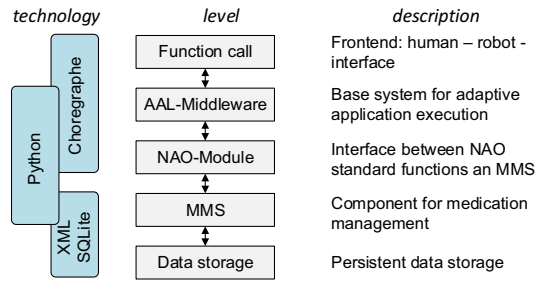 technology level description
Function call
Frontend: human – robot -
interface
Choregraphe
AAL-Middleware
Base system for adaptive
application execution
Python
NAO-Module
Interface between NAO
standard functions an MMS
XML
SQLite
MMS
Component for medication
management
Data storage
Persistent data storage